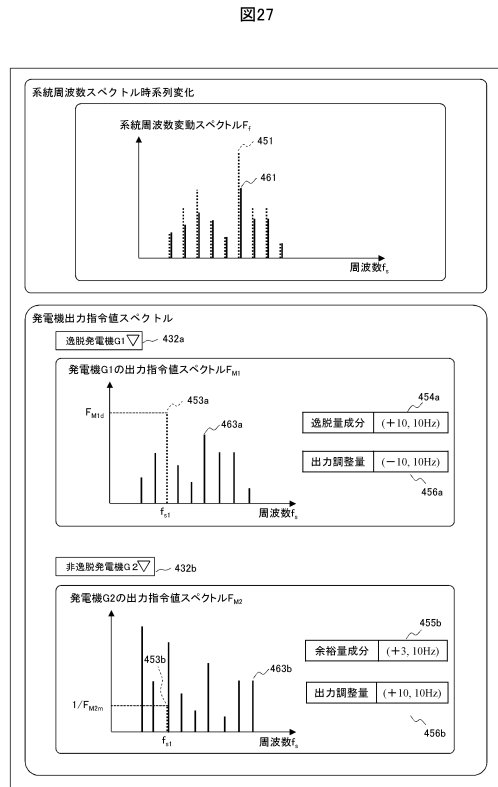 図27
系統周波数スペクトル時系列変化
系統周波数変動スペクトルFf
451
461
周波数fs
発電機出力指令値スペクトル
逸脱発電機G1▽
432a
発電機G1の出力指令値スペクトルFM1
453a
FM1d
463a
454a
逸脱量成分 (+10, 10Hz)
出力調整量 (−10, 10Hz)
456a
fs1
周波数fs
非逸脱発電機G2▽
432b
発電機G2の出力指令値スペクトルFM2
455b
453b
463b
余裕量成分 (+3, 10Hz)
出力調整量 (+10, 10Hz)
1/FM2m
456b
fs1
周波数fs